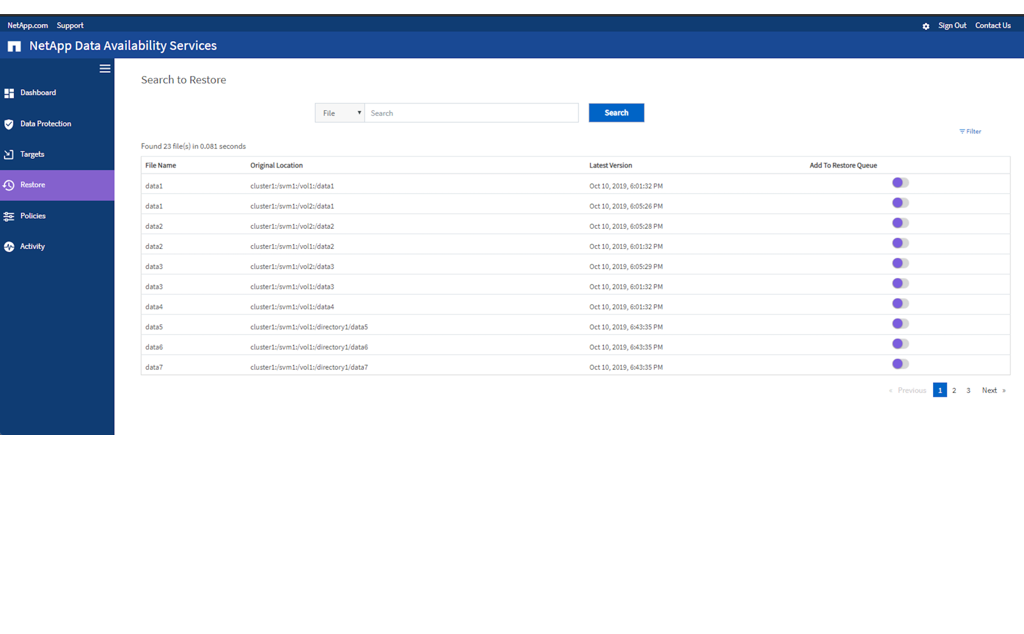 NetApp.com Support Sign Out Contact Us
NetApp Data Availability Services
Dashboard
Data Protection
Targets
Restore
Policies
Activity
Search to Restore
File Search Search
Filter
Found 23 file(s) in 0.081 seconds
File Name Original Location Latest Version Add To Restore Queue
data1 cluster1:/svm1:/vol1:/data1 Oct 10, 2019, 6:01:32 PM
data1 cluster1:/svm1:/vol2:/data1 Oct 10, 2019, 6:05:26 PM
data2 cluster1:/svm1:/vol2:/data2 Oct 10, 2019, 6:05:28 PM
data2 cluster1:/svm1:/vol1:/data2 Oct 10, 2019, 6:01:32 PM
data3 cluster1:/svm1:/vol2:/data3 Oct 10, 2019, 6:05:29 PM
data3 cluster1:/svm1:/vol1:/data3 Oct 10, 2019, 6:01:32 PM
data4 cluster1:/svm1:/vol1:/data4 Oct 10, 2019, 6:01:32 PM
data5 cluster1:/svm1:/vol1:/directory1/data5 Oct 10, 2019, 6:43:35 PM
data6 cluster1:/svm1:/vol1:/directory1/data6 Oct 10, 2019, 6:43:35 PM
data7 cluster1:/svm1:/vol1:/directory1/data7 Oct 10, 2019, 6:43:35 PM
« Previous 1 2 3 Next »